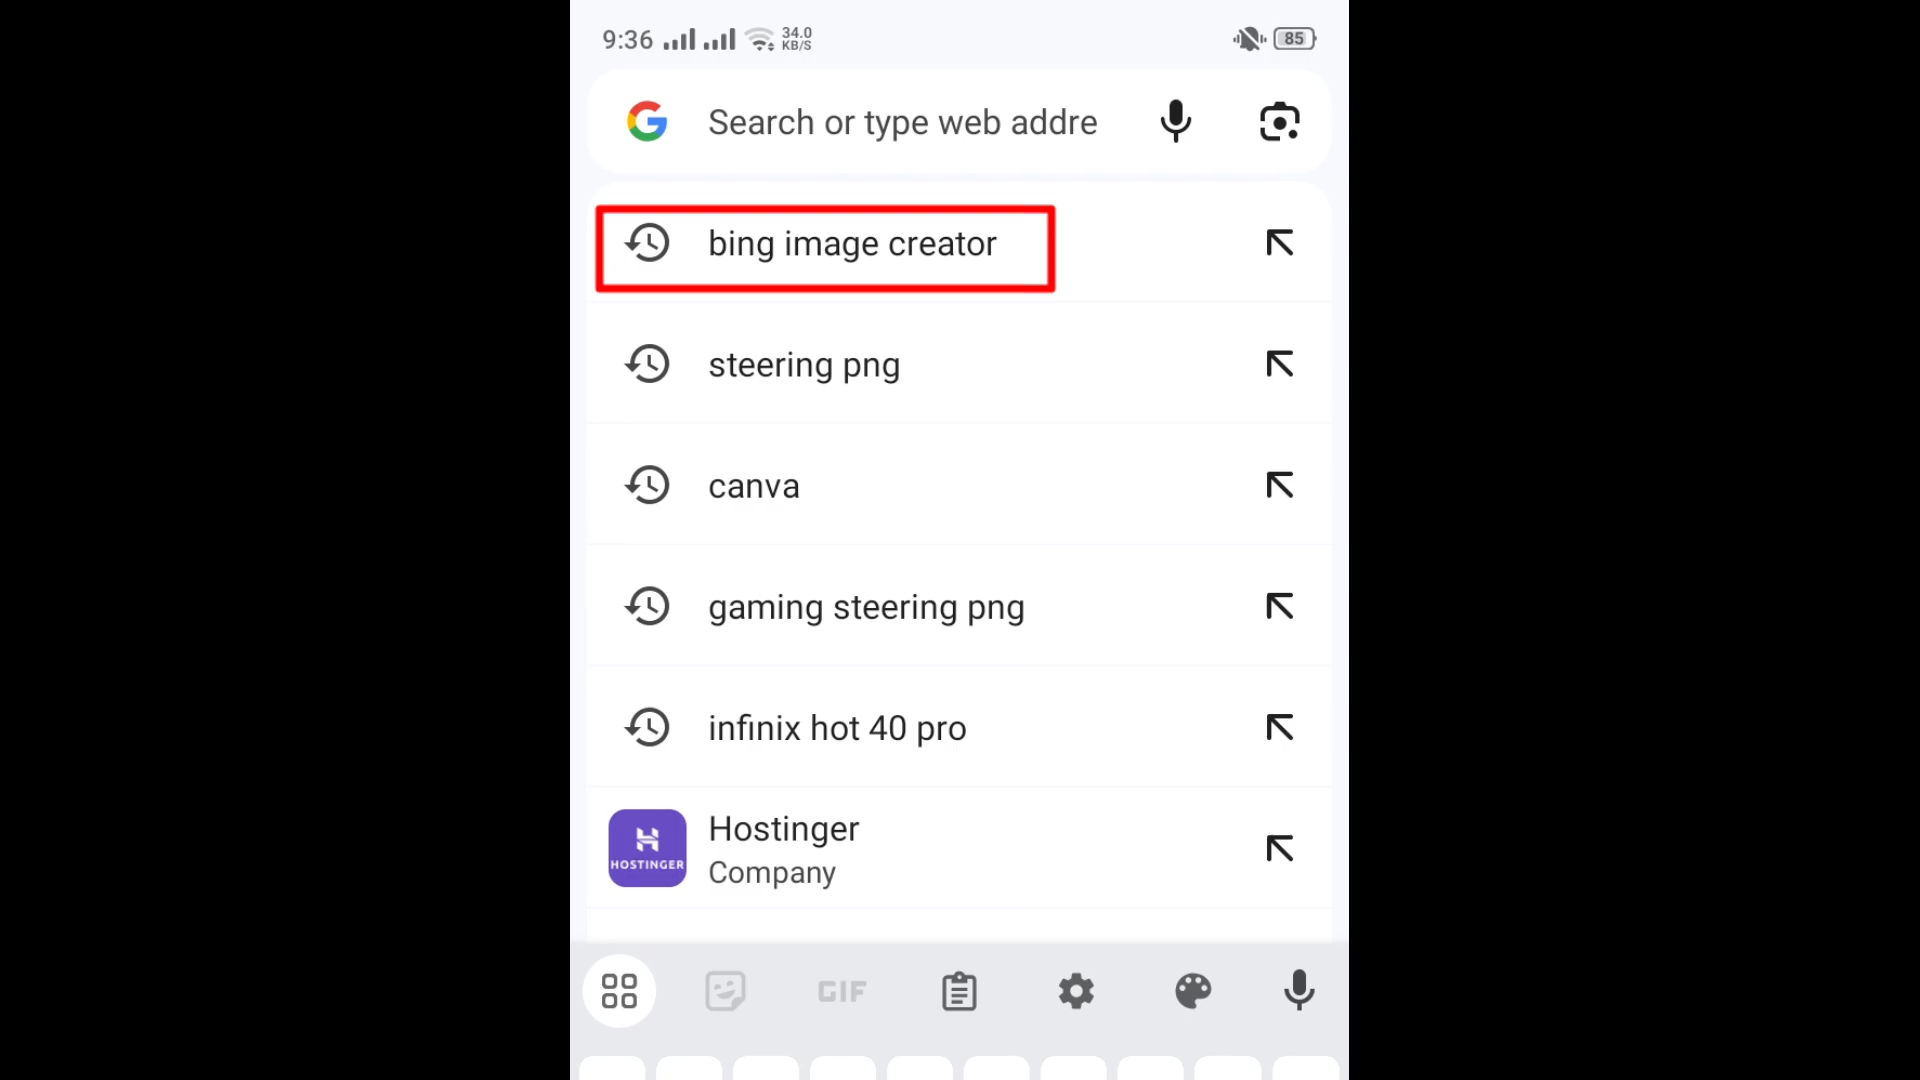 9:36 34.0 KB/S 85
Search or type web addre
bing image creator
steering png
canva
gaming steering png
infinix hot 40 pro
HOSTINGER
Hostinger
Company
GIF